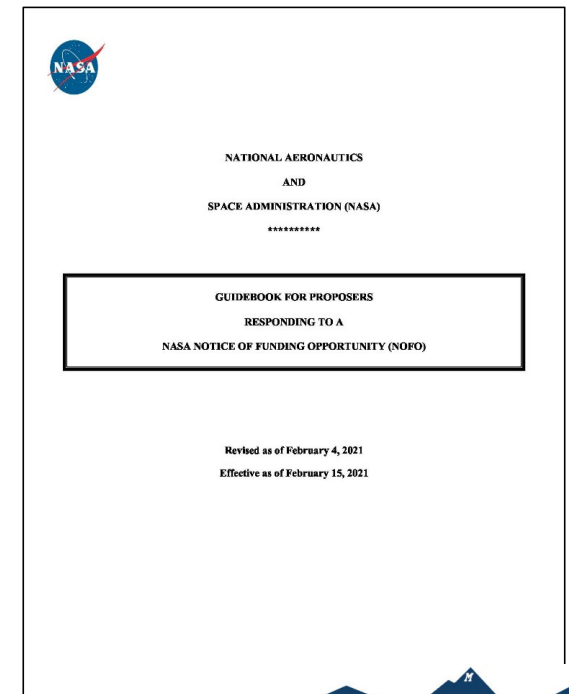 NASA
NATIONAL AERONAUTICS
AND
SPACE ADMINISTRATION (NASA)
**********
GUIDEBOOK FOR PROPOSERS
RESPONDING TO A
NASA NOTICE OF FUNDING OPPORTUNITY (NOFO)
Revised as of February 4, 2021
Effective as of February 15, 2021
M